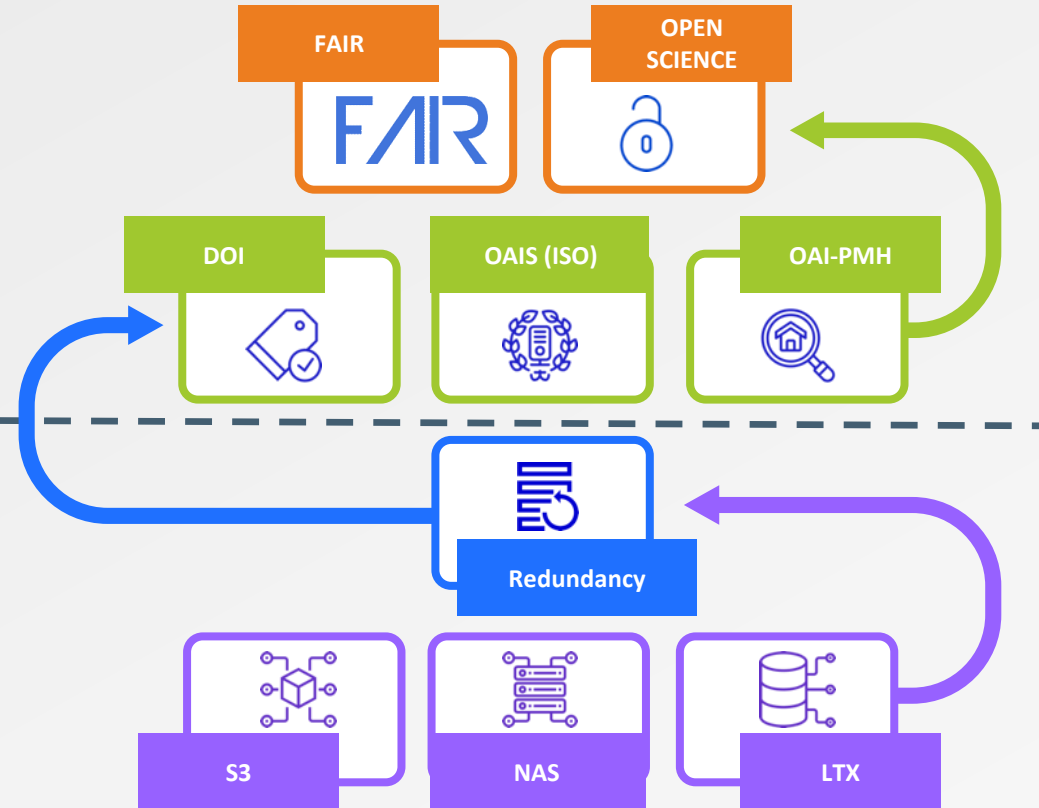 FAIR
OPEN
SCIENCE
FAIR
DOI
OAIS (ISO)
OAI-PMH
Redundancy
S3
NAS
LTX